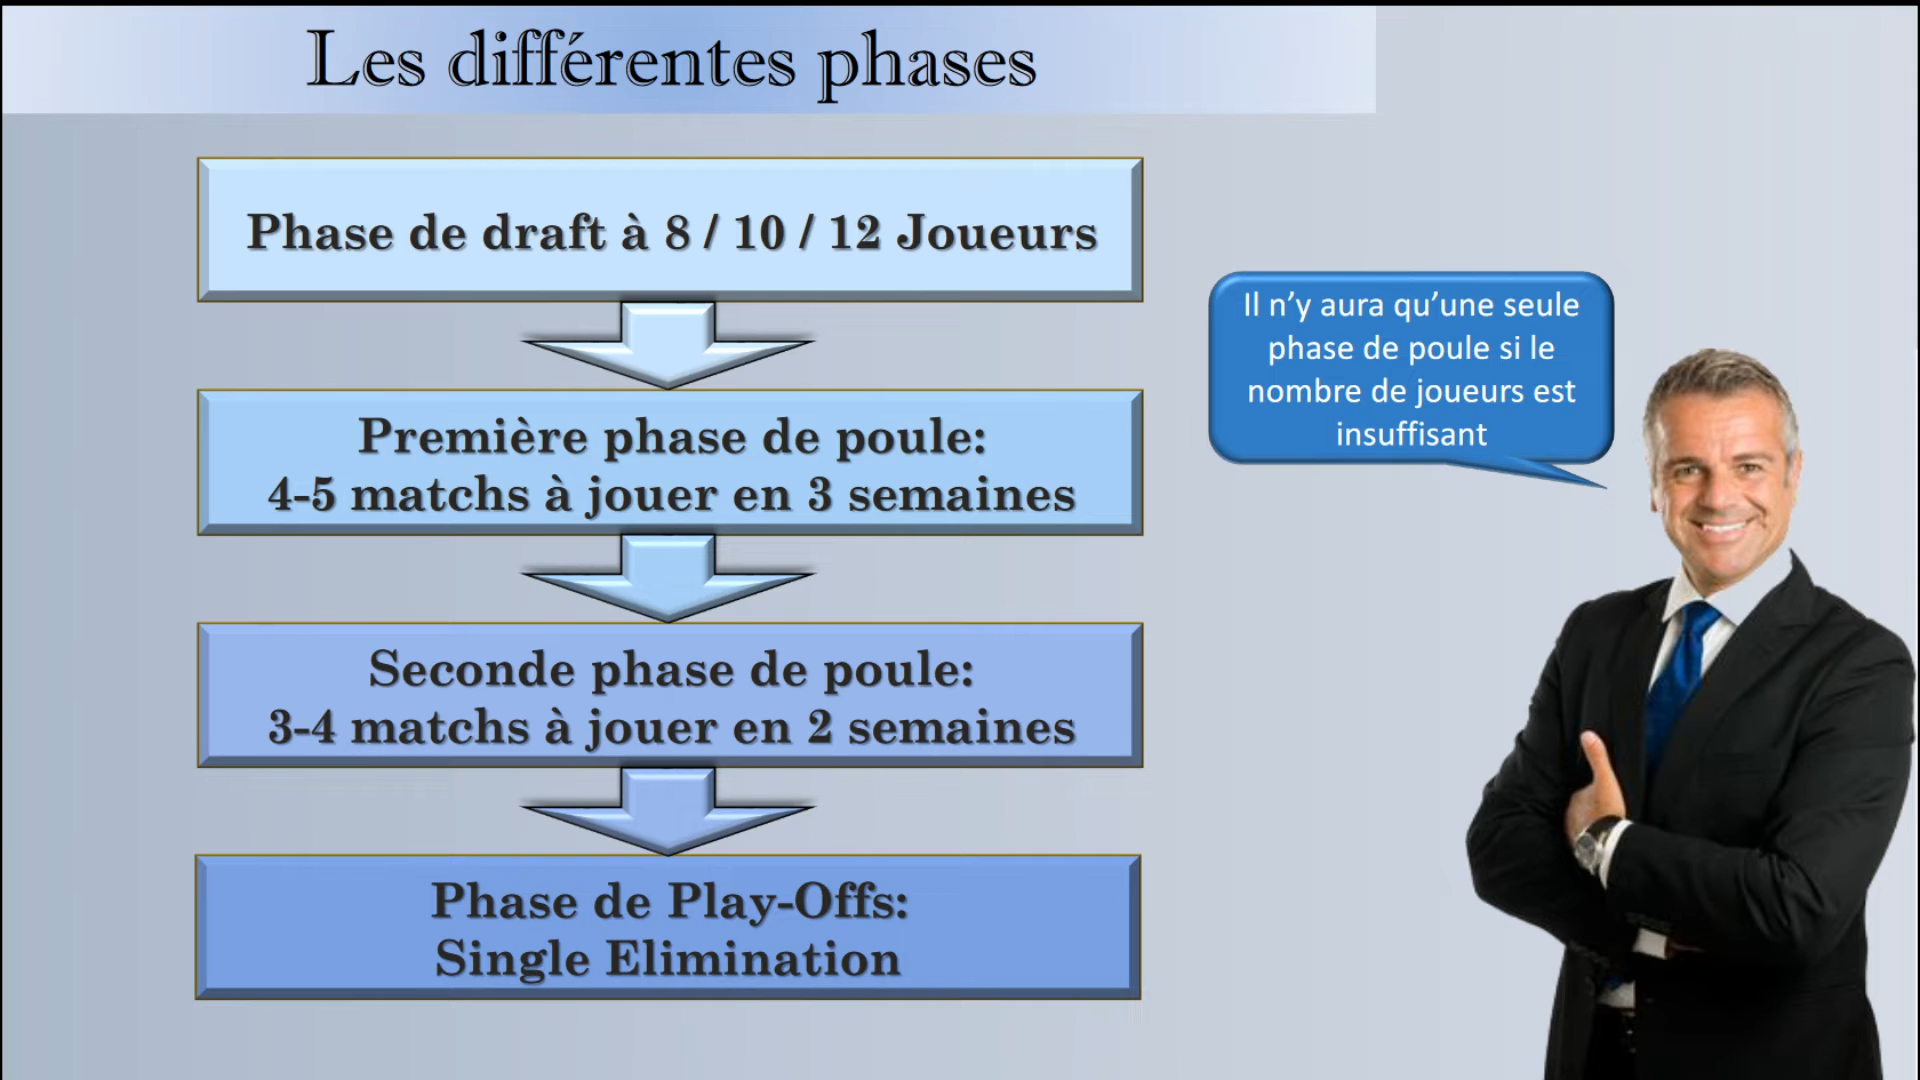 Les différentes phases
Phase de draft à 8 / 10 / 12 Joueurs
Première phase de poule:
4-5 matchs à jouer en 3 semaines
Seconde phase de poule:
3-4 matchs à jouer en 2 semaines
Phase de Play-Offs:
Single Elimination
Il n’y aura qu’une seule
phase de poule si le
nombre de joueurs est
insuffisant